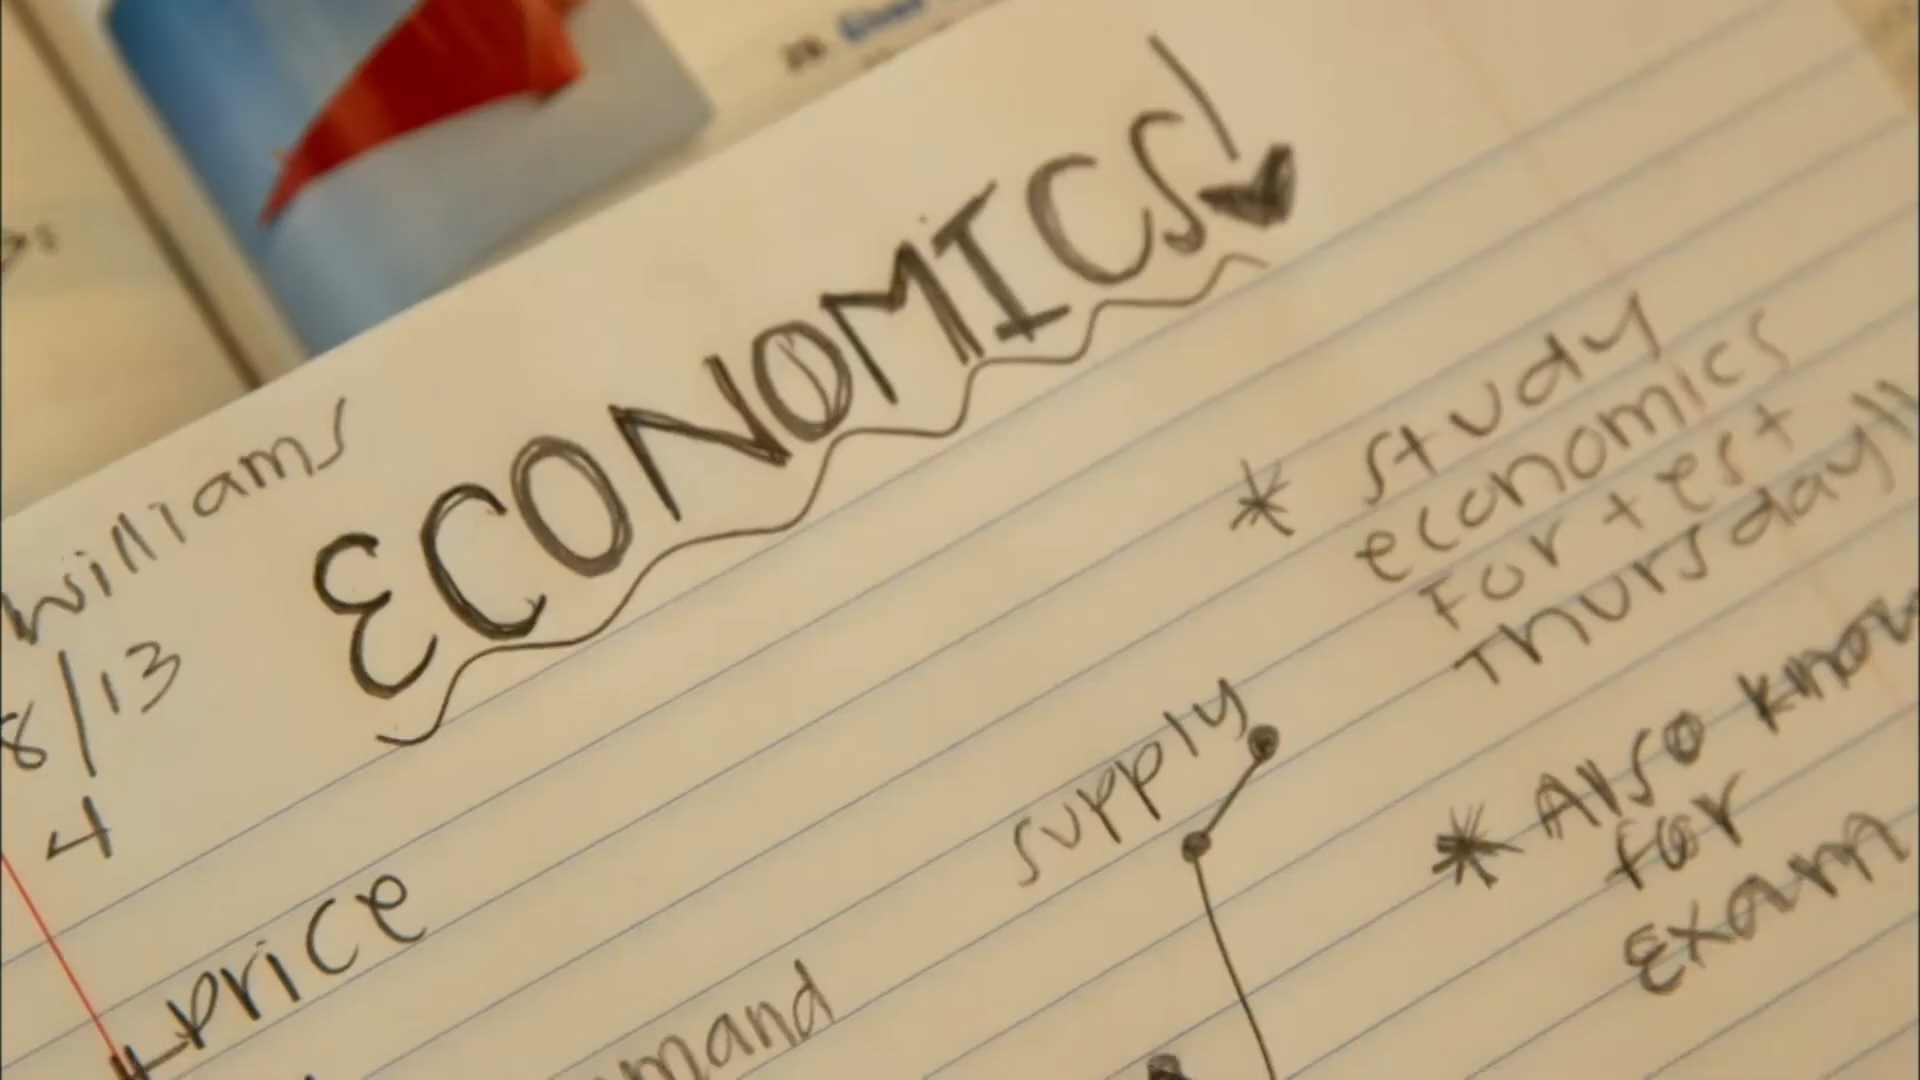 ECONOMICS!
Williams
8/13
4
* study
economics
For test
Thursday!!
supply
* Also know
for
Exam
price
mand